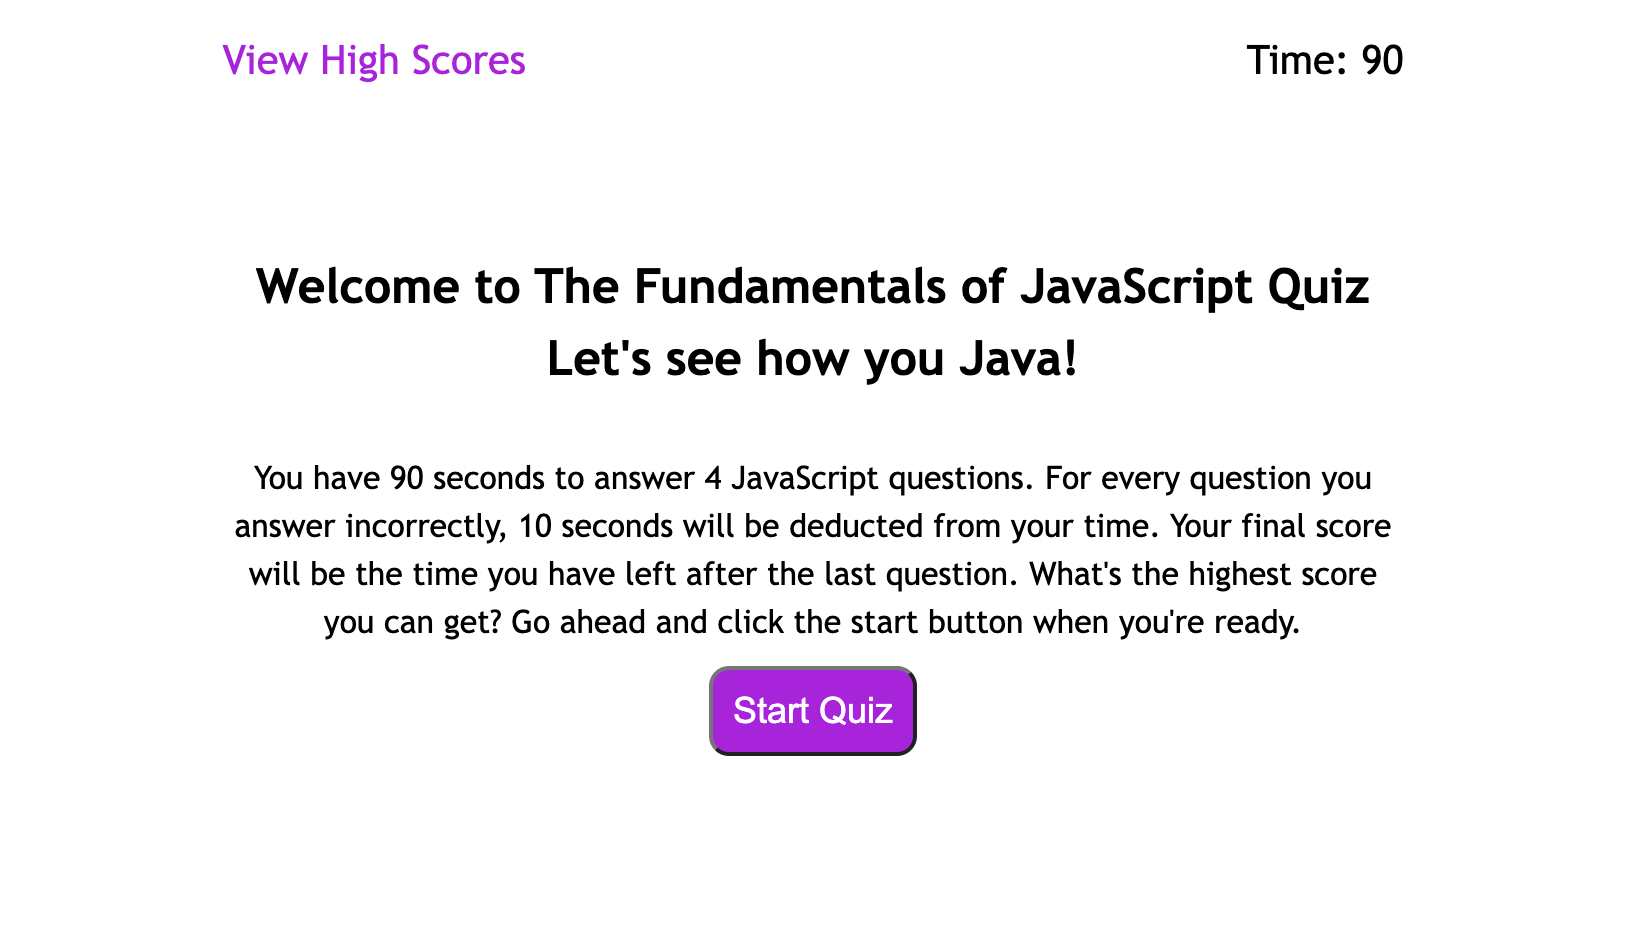 View High Scores
Time: 90
Welcome to The Fundamentals of JavaScript Quiz
Let's see how you Java!
You have 90 seconds to answer 4 JavaScript questions. For every question you
answer incorrectly, 10 seconds will be deducted from your time. Your final score
will be the time you have left after the last question. What's the highest score
you can get? Go ahead and click the start button when you're ready.
Start Quiz